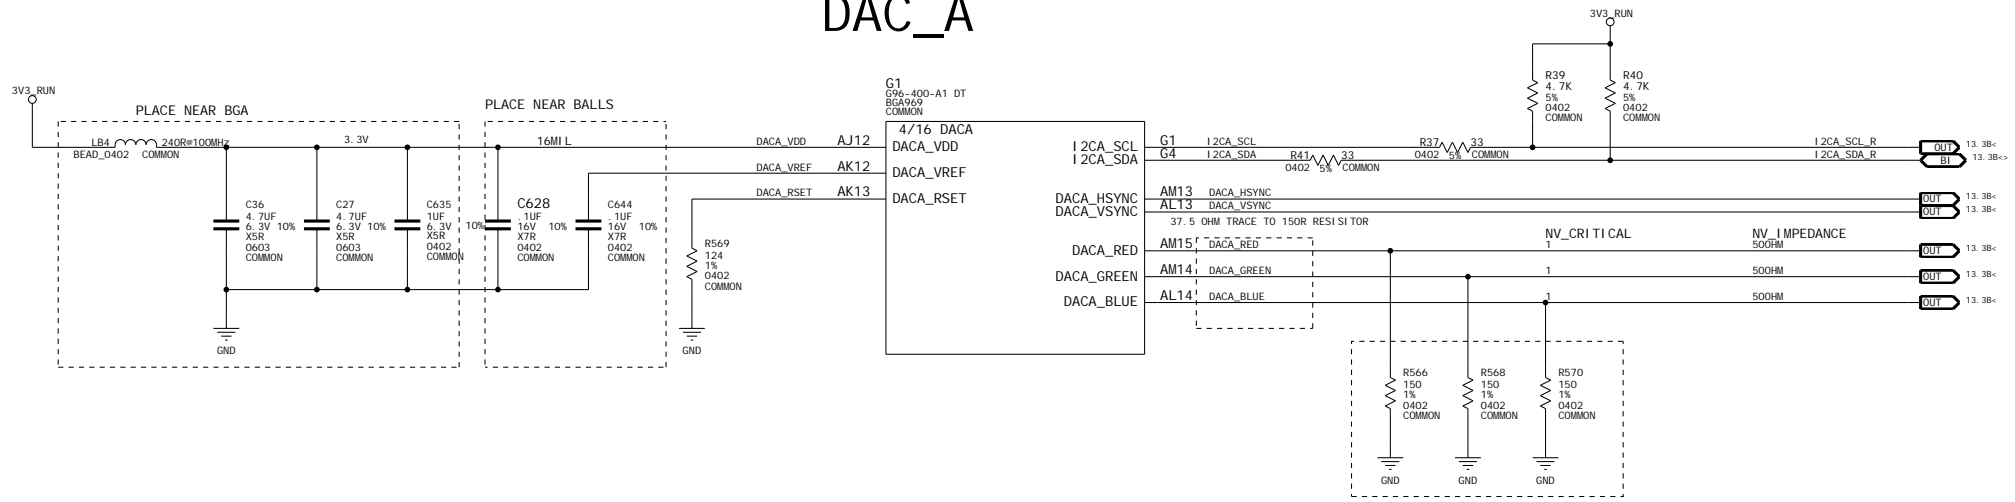 DAC_A
3V3_RUN
PLACE NEAR BGA
LB4 240R@100MHz
BEAD_0402 COMMON
3.3V
C36
4.7UF
6.3V 10%
X5R
0603
COMMON
C27
4.7UF
6.3V 10%
X5R
0603
COMMON
C635
1UF
6.3V 10%
X5R
0402
COMMON
GND
PLACE NEAR BALLS
16MIL
C628
.1UF
16V 10%
X7R
0402
COMMON
C644
.1UF
16V 10%
X7R
0402
COMMON
DACA_VDD AJ12
DACA_VREF AK12
DACA_RSET AK13
R569
124
1%
0402
COMMON
GND
G1
G96-400-A1 DT
BGA969
COMMON
4/16 DACA
DACA_VDD
DACA_VREF
DACA_RSET
I2CA_SCL
I2CA_SDA
DACA_HSYNC
DACA_VSYNC
DACA_RED
DACA_GREEN
DACA_BLUE
3V3_RUN
R39
4.7K
5%
0402
COMMON
R40
4.7K
5%
0402
COMMON
G1 I2CA_SCL R37 33 I2CA_SCL_R OUT 13.3B<
0402 5% COMMON
G4 I2CA_SDA R41 33 I2CA_SDA_R BI 13.3B<>
0402 5% COMMON
AM13 DACA_HSYNC OUT 13.3B<
AL13 DACA_VSYNC OUT 13.3B<
37.5 OHM TRACE TO 150R RESISITOR
NV_CRITICAL NV_IMPEDANCE
AM15 DACA_RED 1 50OHM OUT 13.3B<
AM14 DACA_GREEN 1 50OHM OUT 13.3B<
AL14 DACA_BLUE 1 50OHM OUT 13.3B<
R566
150
1%
0402
COMMON
R568
150
1%
0402
COMMON
R570
150
1%
0402
COMMON
GND GND GND